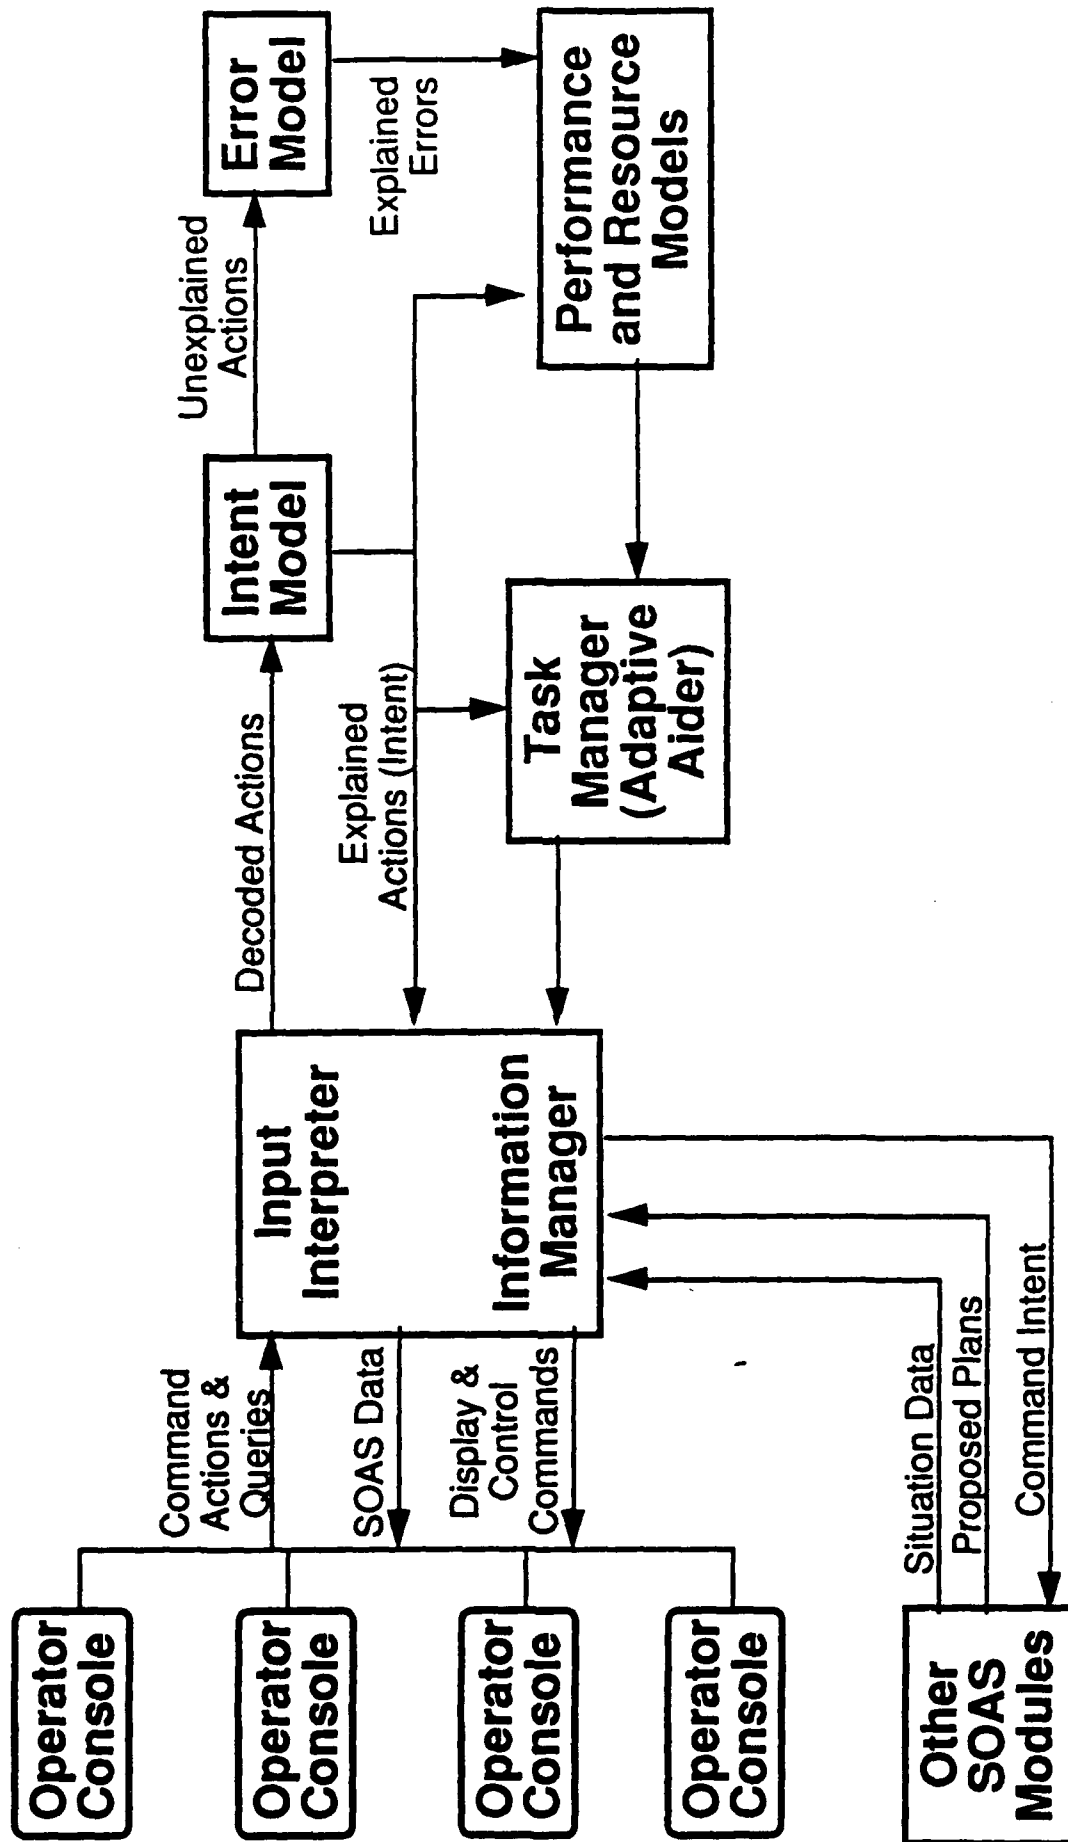 Operator
Console
Operator
Console
Operator
Console
Operator
Console
Other
SOAS
Modules
Command
Actions &
Queries
SOAS Data
Display &
Control
Commands
Situation Data
Proposed Plans
Command Intent
Input
Interpreter
Information
Manager
Decoded Actions
Explained
Actions (Intent)
Intent
Model
Task
Manager
(Adaptive
Aider)
Unexplained
Actions
Error
Model
Explained
Errors
Performance
and Resource
Models